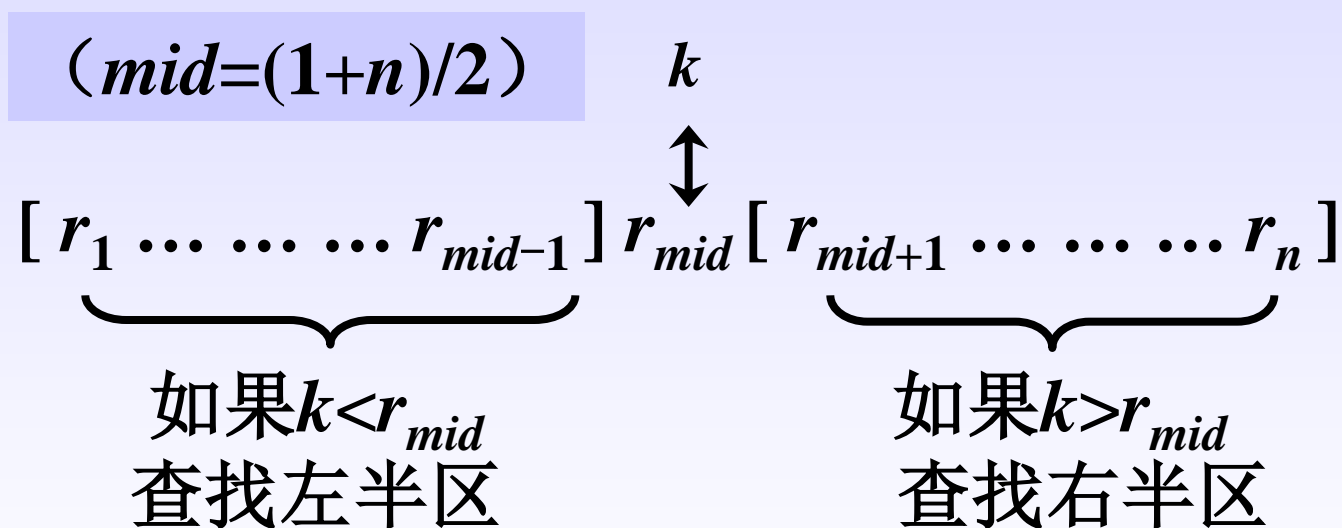 （mid=(1+n)/2）
k
[ r1 … … … rmid−1 ] rmid [ rmid+1 … … … rn ]
如果k<rmid
查找左半区
如果k>rmid
查找右半区